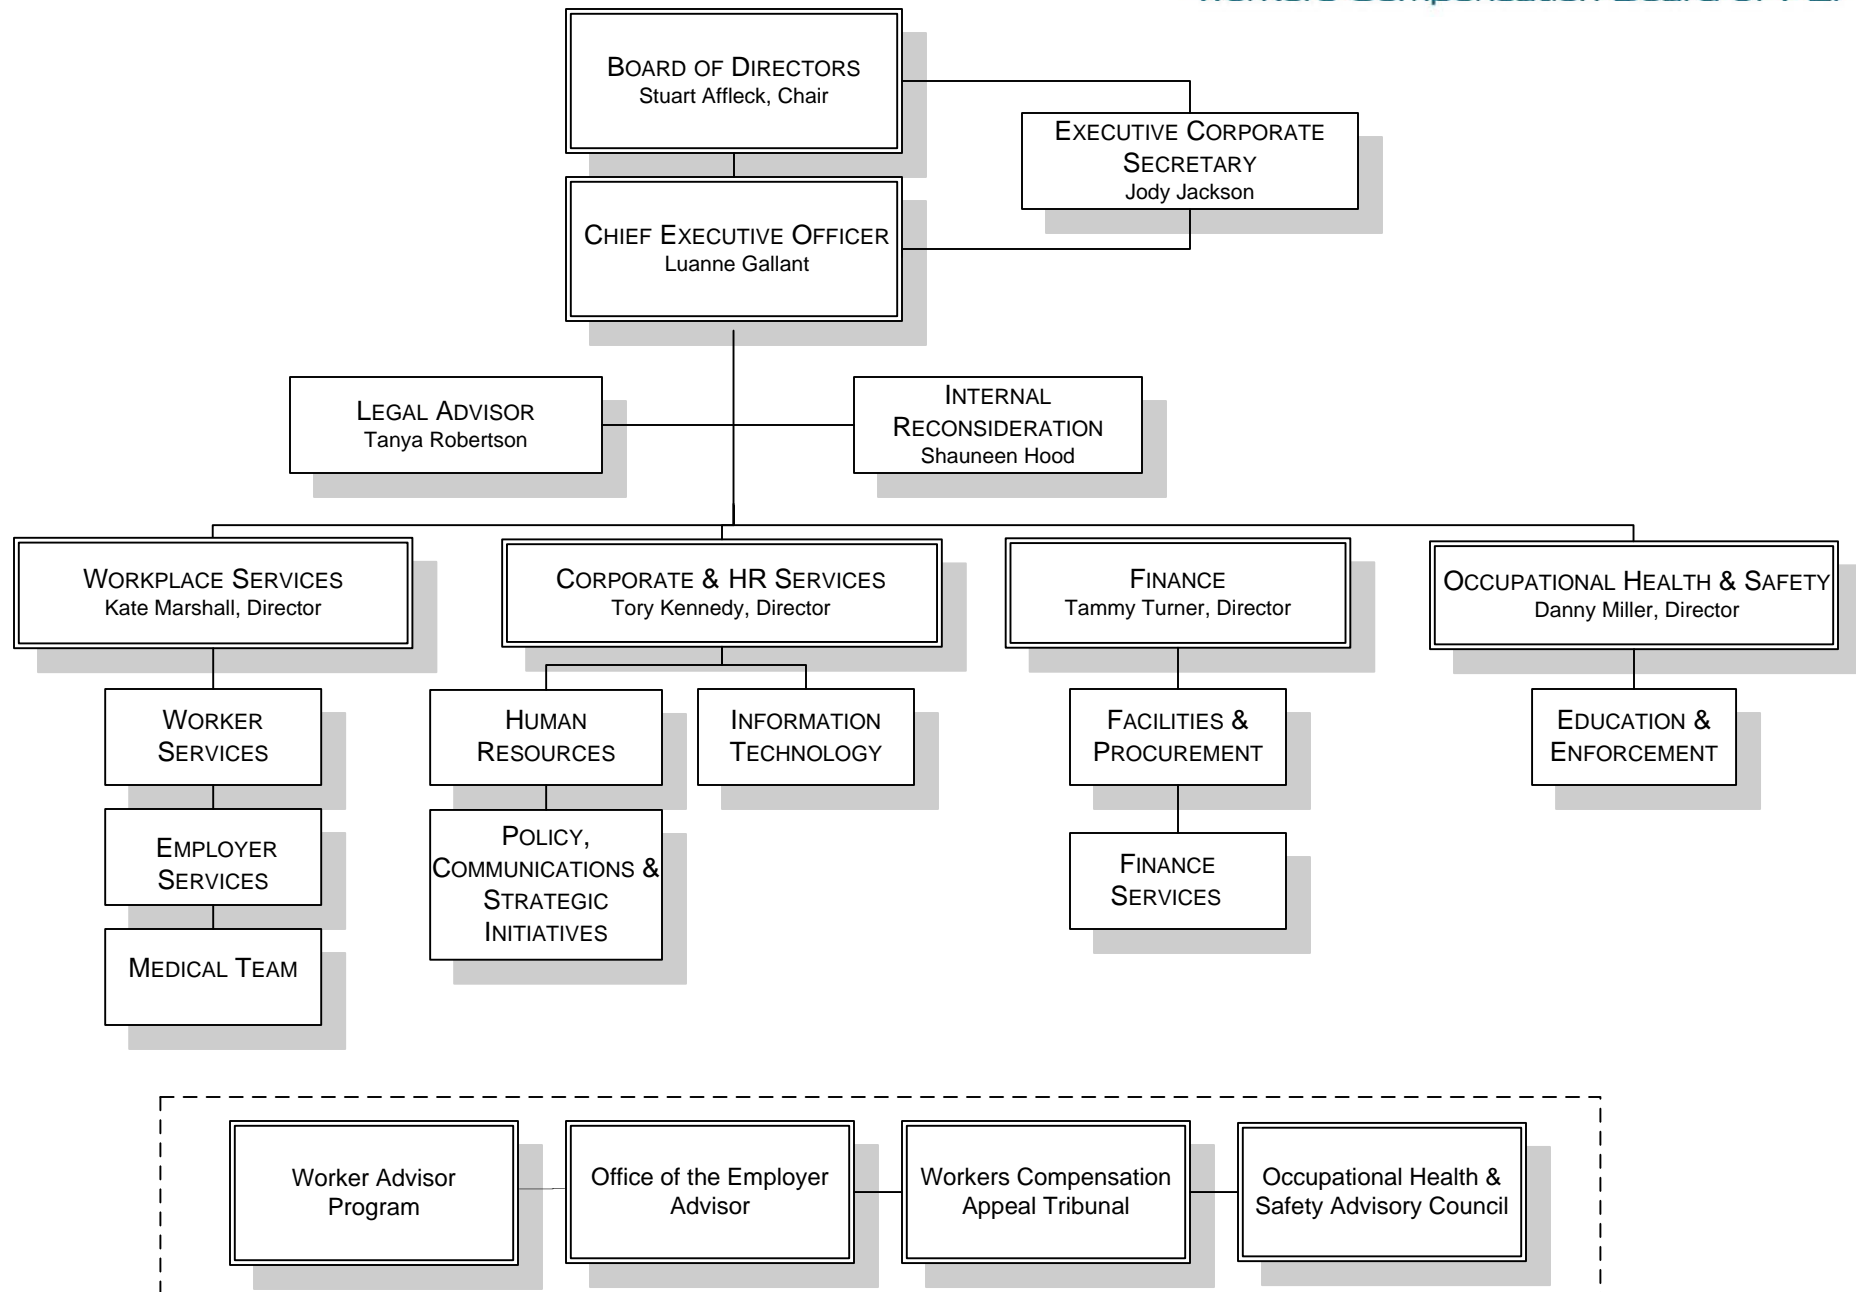 BOARD OF DIRECTORS
Stuart Affleck, Chair
EXECUTIVE CORPORATE
SECRETARY
Jody Jackson
CHIEF EXECUTIVE OFFICER
Luanne Gallant
LEGAL ADVISOR
Tanya Robertson
INTERNAL
RECONSIDERATION
Shauneen Hood
WORKPLACE SERVICES
Kate Marshall, Director
CORPORATE & HR SERVICES
Tory Kennedy, Director
FINANCE
Tammy Turner, Director
OCCUPATIONAL HEALTH & SAFETY
Danny Miller, Director
WORKER
SERVICES
EMPLOYER
SERVICES
MEDICAL TEAM
HUMAN
RESOURCES
POLICY,
COMMUNICATIONS &
STRATEGIC
INITIATIVES
INFORMATION
TECHNOLOGY
FACILITIES &
PROCUREMENT
FINANCE
SERVICES
EDUCATION &
ENFORCEMENT
Worker Advisor
Program
Office of the Employer
Advisor
Workers Compensation
Appeal Tribunal
Occupational Health &
Safety Advisory Council